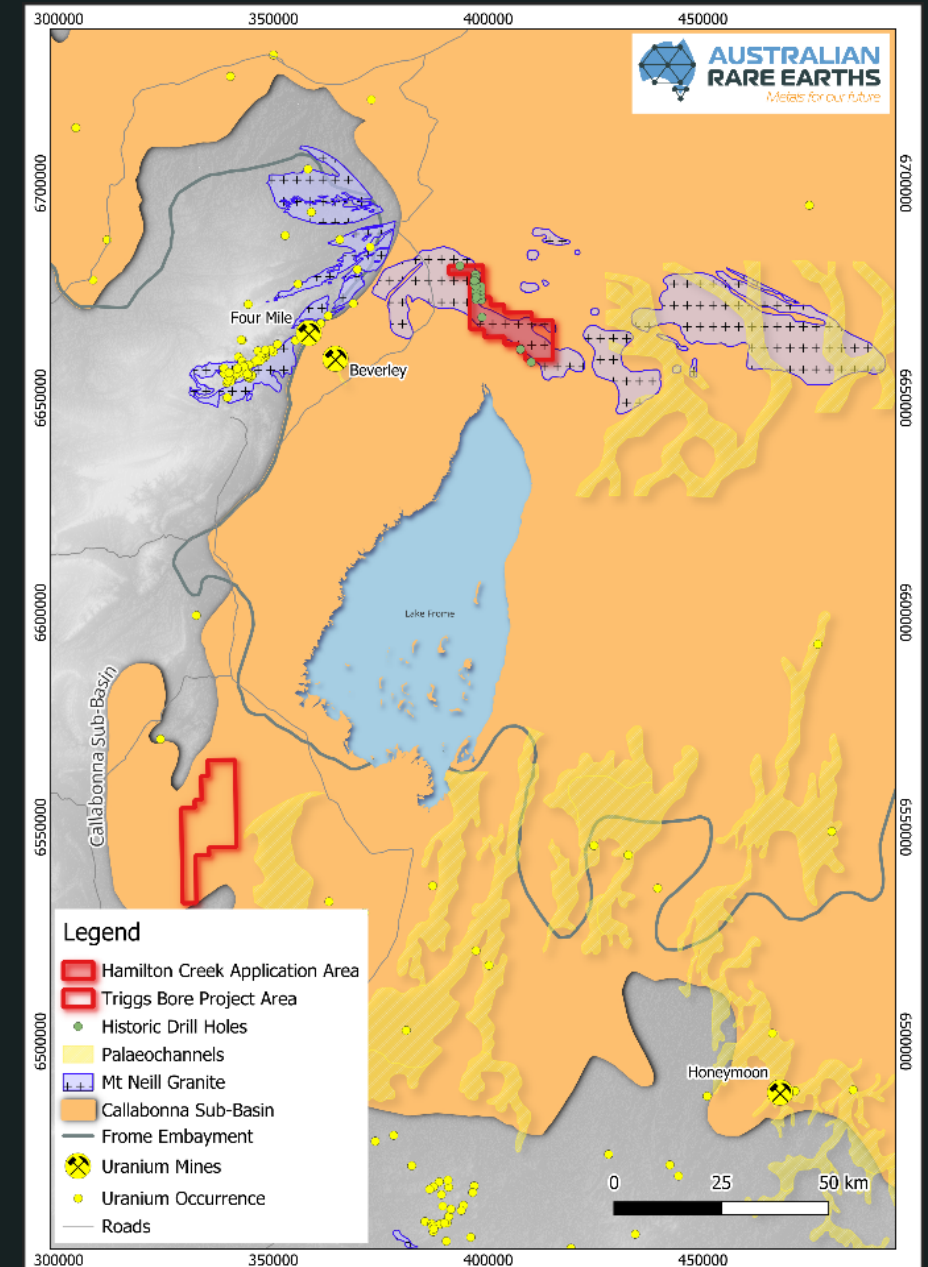 300000
350000
400000
450000
AUSTRALIAN
RARE EARTHS
Metals for our future
6700000
6700000
Four Mile
Beverley
6650000
6650000
Lake Frome
6600000
6600000
Callabonna Sub-Basin
6550000
6550000
Legend
Hamilton Creek Application Area
Triggs Bore Project Area
Historic Drill Holes
Palaeochannels
Mt Neill Granite
Callabonna Sub-Basin
Frome Embayment
Uranium Mines
Uranium Occurrence
Roads
6500000
6500000
Honeymoon
0
25
50 km
300000
350000
400000
450000